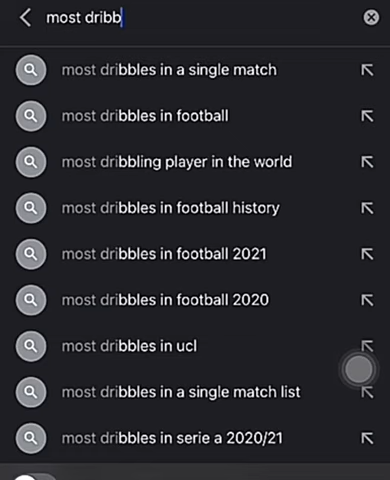 most dribb
most dribbles in a single match
most dribbles in football
most dribbling player in the world
most dribbles in football history
most dribbles in football 2021
most dribbles in football 2020
most dribbles in ucl
most dribbles in a single match list
most dribbles in serie a 2020/21